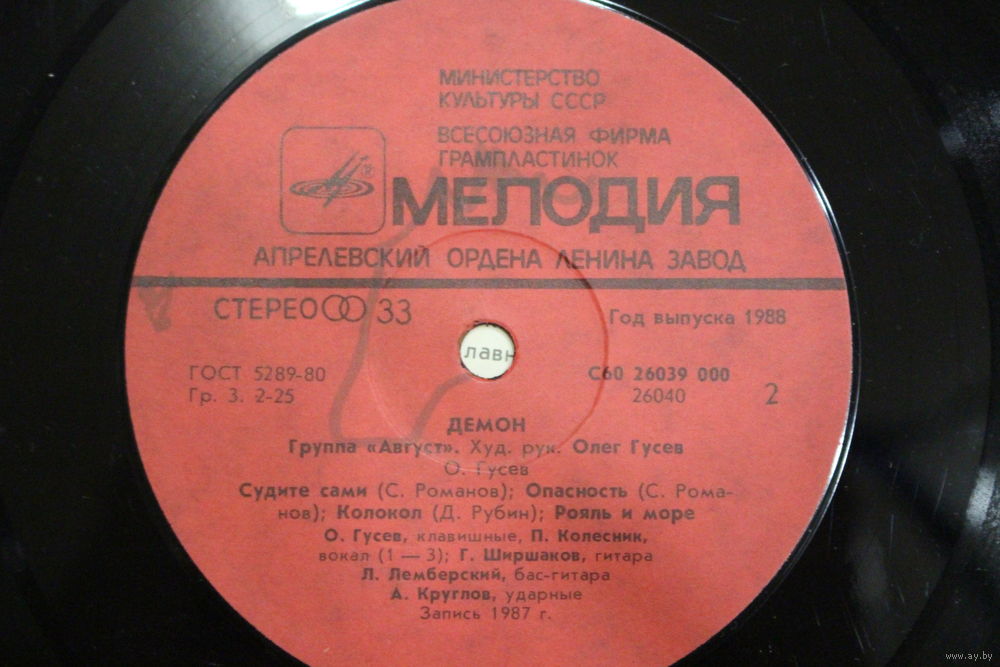 МИНИСТЕРСТВО
КУЛЬТУРЫ СССР
ВСЕСОЮЗНАЯ ФИРМА
ГРАМПЛАСТИНОК
®
МЕЛОДИЯ
АПРЕЛЕВСКИЙ ОРДЕНА ЛЕНИНА ЗАВОД
СТЕРЕО 33
Год выпуска 1988
лавн
ГОСТ 5289-80
Гр. 3. 2-25
С60 26039 000
26040
2
ДЕМОН
Группа «Август». Худ. рук. Олег Гусев
О. Гусев
Судите сами (С. Романов); Опасность (С. Рома-
нов); Колокол (Д. Рубин); Рояль и море
О. Гусев, клавишные, П. Колесник,
вокал (1 — 3); Г. Ширшаков, гитара
Л. Лемберский, бас-гитара
А. Круглов, ударные
Запись 1987 г.
www.ay.by